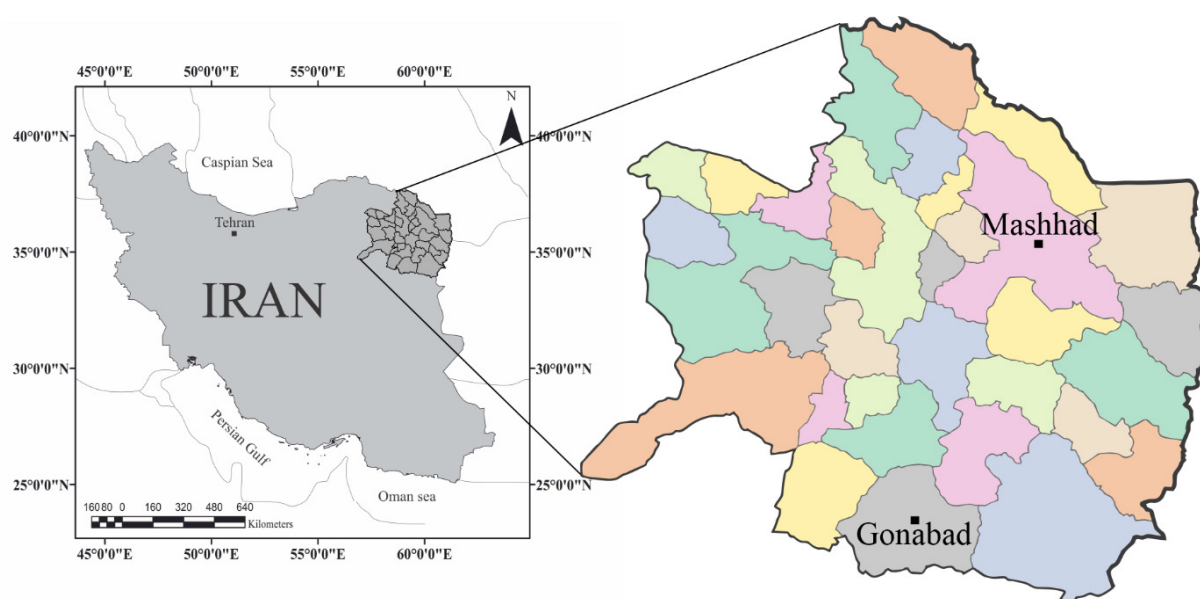 45°0'0"E 50°0'0"E 55°0'0"E 60°0'0"E
N
40°0'0"N 40°0'0"N
Caspian Sea
Tehran
Mashhad
35°0'0"N 35°0'0"N
IRAN
30°0'0"N 30°0'0"N
Persian Gulf
25°0'0"N 25°0'0"N
Oman sea
160 80 0 160 320 480 640
Kilometers
Gonabad
45°0'0"E 50°0'0"E 55°0'0"E 60°0'0"E